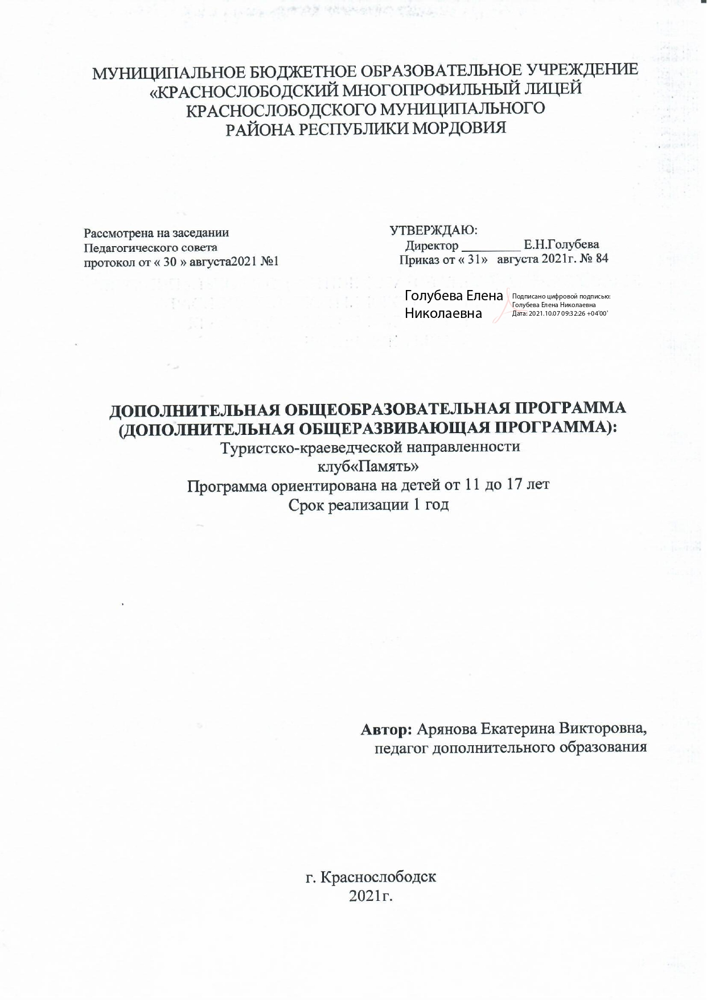 МУНИЦИПАЛЬНОЕ БЮДЖЕТНОЕ ОБРАЗОВАТЕЛЬНОЕ УЧРЕЖДЕНИЕ
«КРАСНОСЛОБОДСКИЙ МНОГОПРОФИЛЬНЫЙ ЛИЦЕЙ
КРАСНОСЛОБОДСКОГО МУНИЦИПАЛЬНОГО
РАЙОНА РЕСПУБЛИКИ МОРДОВИЯ
Рассмотрена на заседании
Педагогического совета
протокол от « 30 » августа2021 №1
УТВЕРЖДАЮ:
Директор _________ Е.Н.Голубева
Приказ от « 31» августа 2021г. № 84
Голубева Елена
Николаевна
Подписано цифровой подписью:
Голубева Елена Николаевна
Дата: 2021.10.07 09:32:26 +04'00'
ДОПОЛНИТЕЛЬНАЯ ОБЩЕОБРАЗОВАТЕЛЬНАЯ ПРОГРАММА
(ДОПОЛНИТЕЛЬНАЯ ОБЩЕРАЗВИВАЮЩАЯ ПРОГРАММА):
Туристско-краеведческой направленности
клуб«Память»
Программа ориентирована на детей от 11 до 17 лет
Срок реализации 1 год
Автор: Арянова Екатерина Викторовна,
педагог дополнительного образования
г. Краснослободск
2021г.